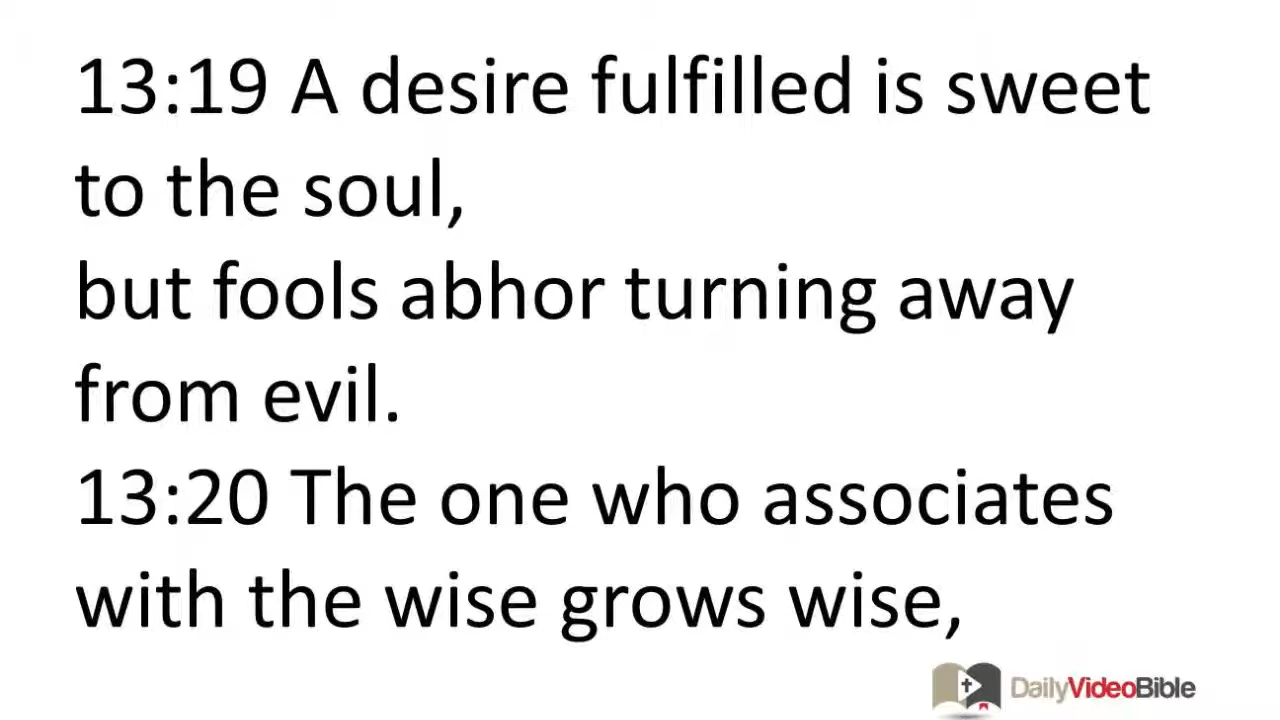 13:19 A desire fulfilled is sweet
to the soul,
but fools abhor turning away
from evil.
13:20 The one who associates
with the wise grows wise,
DailyVideoBible